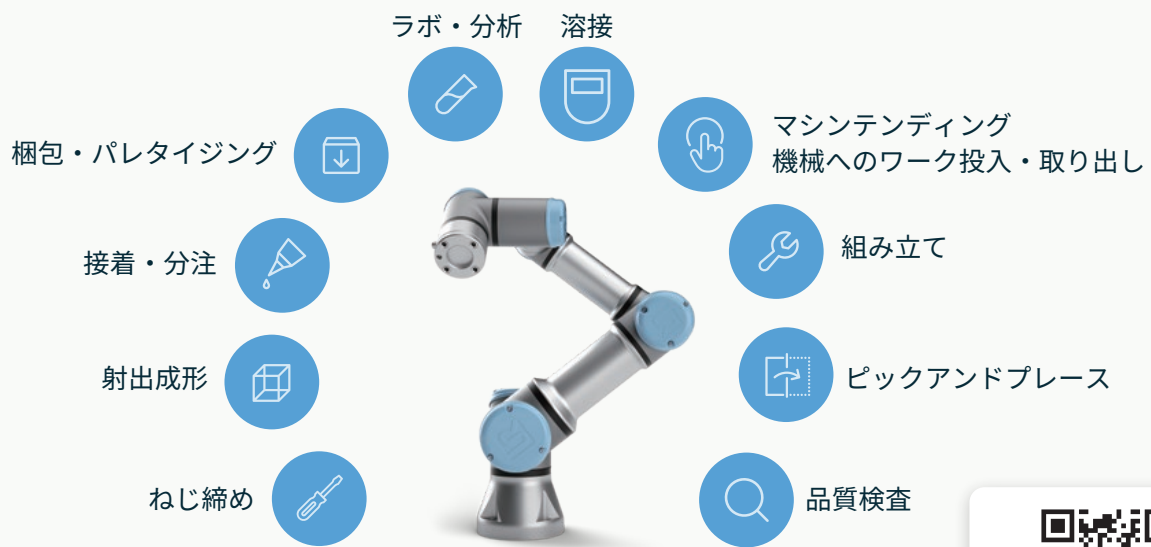 ラボ・分析
溶接
梱包・パレタイジング
マシンテンディング
機械へのワーク投入・取り出し
接着・分注
組み立て
射出成形
ピックアンドプレース
ねじ締め
品質検査